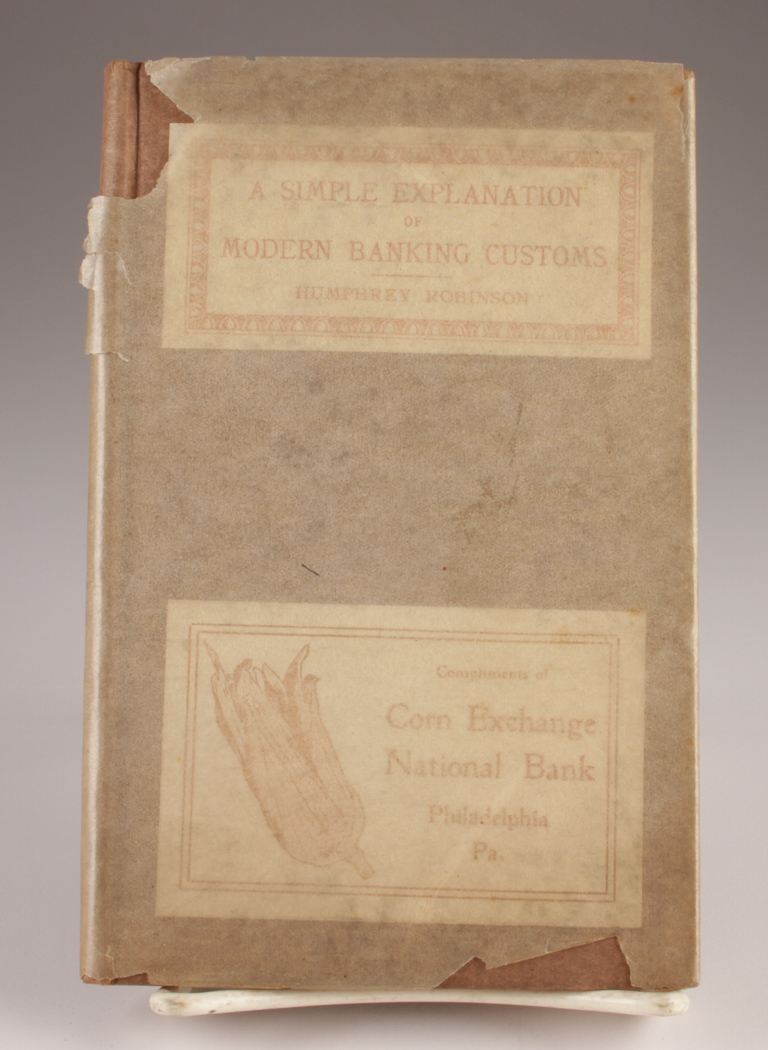 A SIMPLE EXPLANATION
OF
MODERN BANKING CUSTOMS
HUMPHREY ROBINSON
Compliments of
Corn Exchange
National Bank
Philadelphia
Pa.